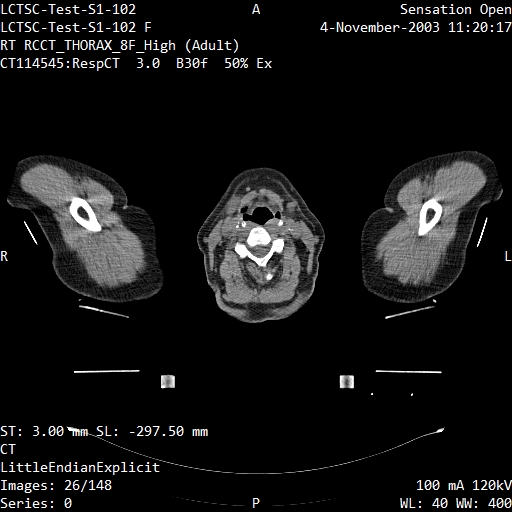 LCTSC-Test-S1-102 A Sensation Open
LCTSC-Test-S1-102 F 4-November-2003 11:20:17
RT RCCT_THORAX_8F_High (Adult)
CT114545:RespCT 3.0 B30f 50% Ex
R L
ST: 3.00 mm SL: -297.50 mm
CT
LittleEndianExplicit
Images: 26/148 100 mA 120kV
Series: 0 P WL: 40 WW: 400